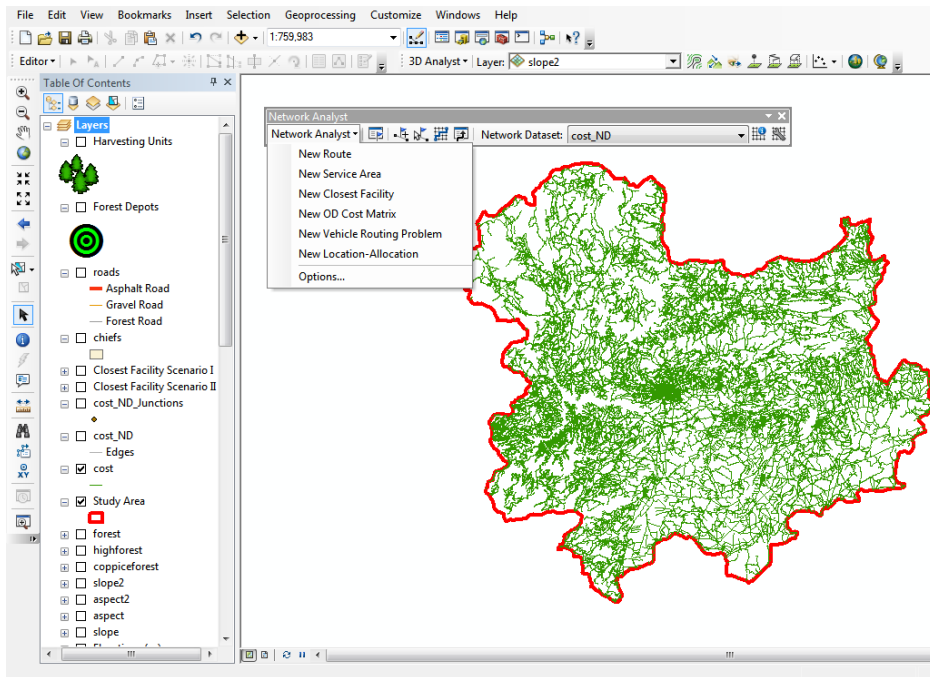 File Edit View Bookmarks Insert Selection Geoprocessing Customize Windows Help
1:759,983
Editor 3D Analyst Layer: slope2
Table Of Contents
Layers
Harvesting Units
Forest Depots
roads
Asphalt Road
Gravel Road
Forest Road
chiefs
Closest Facility Scenario I
Closest Facility Scenario II
cost_ND_Junctions
cost_ND
Edges
cost
Study Area
forest
highforest
coppiceforest
slope2
aspect2
aspect
slope
Network Analyst
Network Analyst Network Dataset: cost_ND
New Route
New Service Area
New Closest Facility
New OD Cost Matrix
New Vehicle Routing Problem
New Location-Allocation
Options...
XY